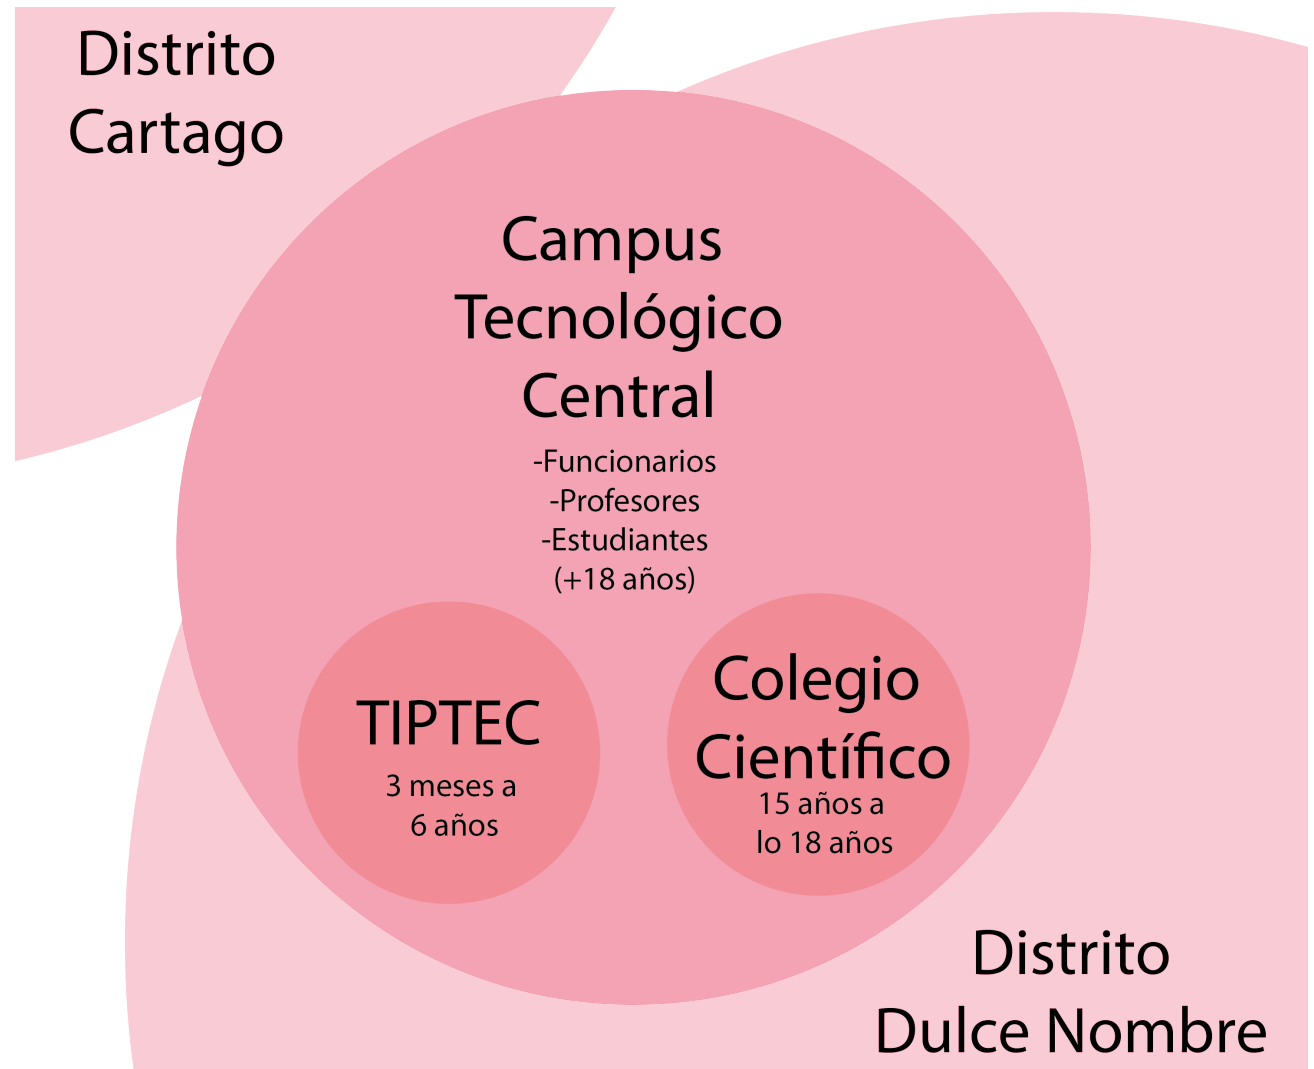 Distrito
Cartago
Campus
Tecnológico
Central
-Funcionarios
-Profesores
-Estudiantes
(+18 años)
TIPTEC
3 meses a
6 años
Colegio
Científico
15 años a
lo 18 años
Distrito
Dulce Nombre